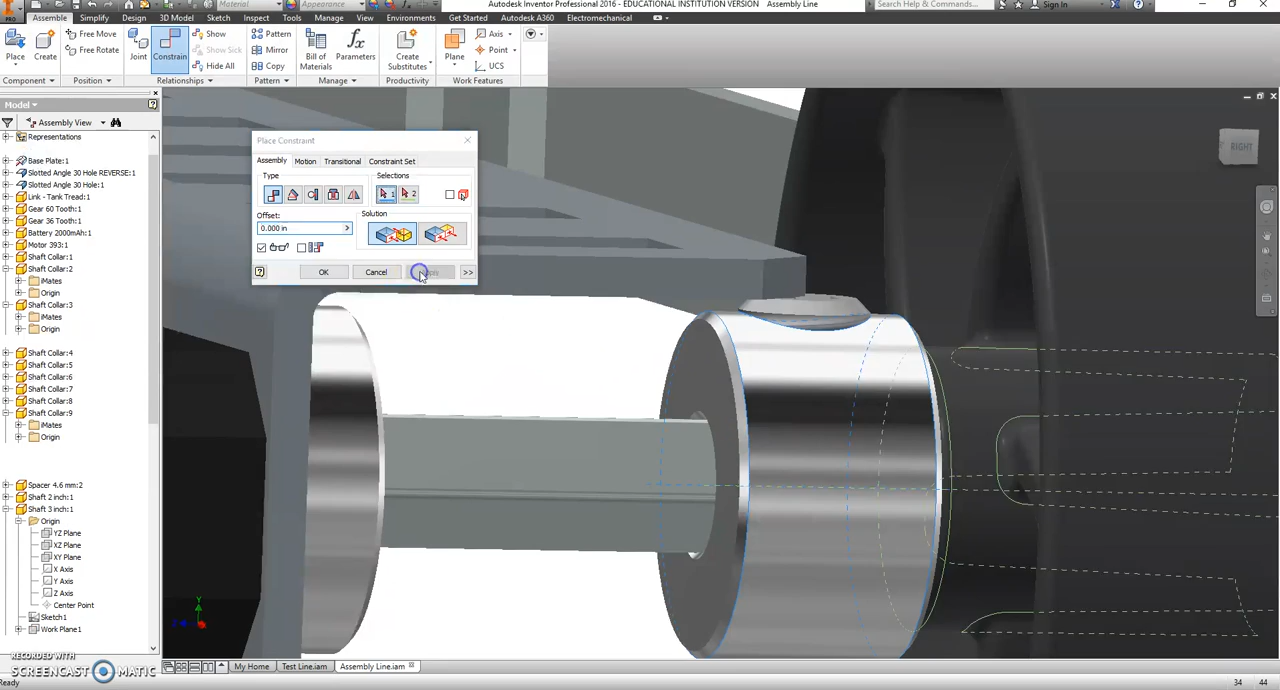 Material
Appearance
Autodesk Inventor Professional 2016 - EDUCATIONAL INSTITUTION VERSION Assembly Line
Search Help & Commands...
Sign In
PRO
Assemble Simplify Design 3D Model Sketch Inspect Tools Manage View Environments Get Started Autodesk A360 Electromechanical
Place Create Free Move Free Rotate Joint Constrain Show Show Sick Hide All Pattern Mirror Copy Bill of Materials Parameters Create Substitutes Plane Axis Point UCS
Component Position Relationships Pattern Manage Productivity Work Features
Model
Assembly View
Representations
Base Plate:1
Slotted Angle 30 Hole REVERSE:1
Slotted Angle 30 Hole:1
Link - Tank Tread:1
Gear 60 Tooth:1
Gear 36 Tooth:1
Battery 2000mAh:1
Motor 393:1
Shaft Collar:1
Shaft Collar:2
iMates
Origin
Shaft Collar:3
iMates
Origin
Shaft Collar:4
Shaft Collar:5
Shaft Collar:6
Shaft Collar:7
Shaft Collar:8
Shaft Collar:9
iMates
Origin
Spacer 4.6 mm:2
Shaft 2 inch:1
Shaft 3 inch:1
Origin
YZ Plane
XZ Plane
XY Plane
X Axis
Y Axis
Z Axis
Center Point
Sketch1
Work Plane1
Place Constraint
Assembly Motion Transitional Constraint Set
Type
Selections
1 2
Offset:
0.000 in
Solution
OK Cancel >>
RIGHT
Y
RECORDED WITH
SCREENCAST MATIC
My Home Test Line.iam Assembly Line.iam
Ready
34 44